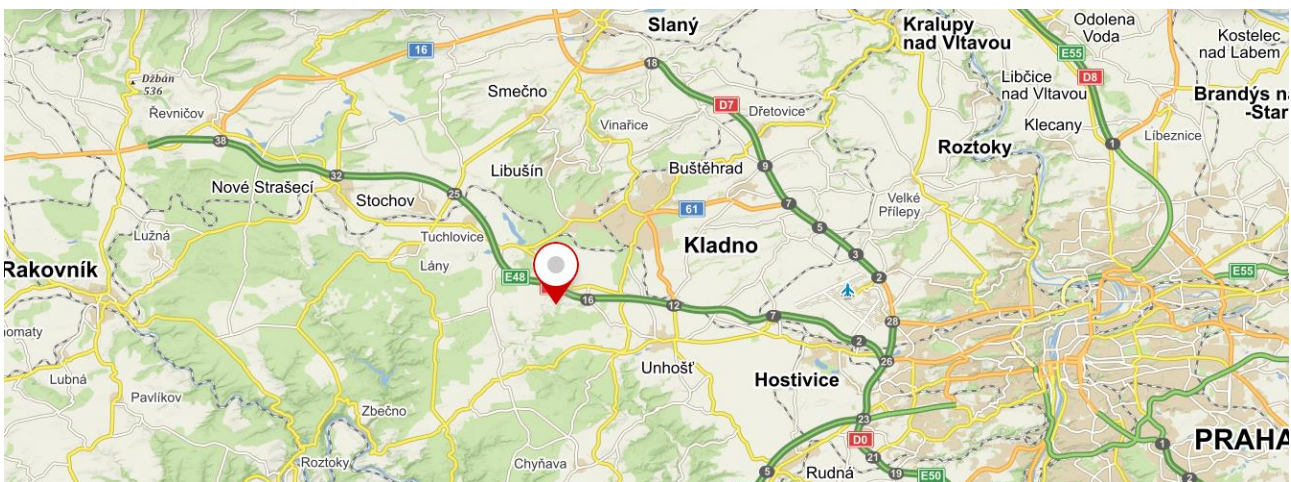 Slaný
Kralupy
nad Vltavou
Odolena
Voda
Kostelec
nad Labem
16
E55
18
D8
Džbán
536
Smečno
Libčice
nad Vltavou
Brandýs na
-Star
D7
Dřetovice
Řevničov
Vinařice
Klecany
Líbeznice
38
1
Roztoky
9
Libušín
Buštěhrad
32
Nové Strašecí
25
Stochov
7
61
Velké
Přílepy
5
Lužná
Tuchlovice
Kladno
3
Lány
Rakovník
E48
2
E55
16
12
7
28
omaty
2
26
Unhošť
Hostivice
Lubná
Pavlíkov
Zbečno
23
D0
PRAHA
1
Roztoky
Chyňava
5
Rudná
21
19
E50
2